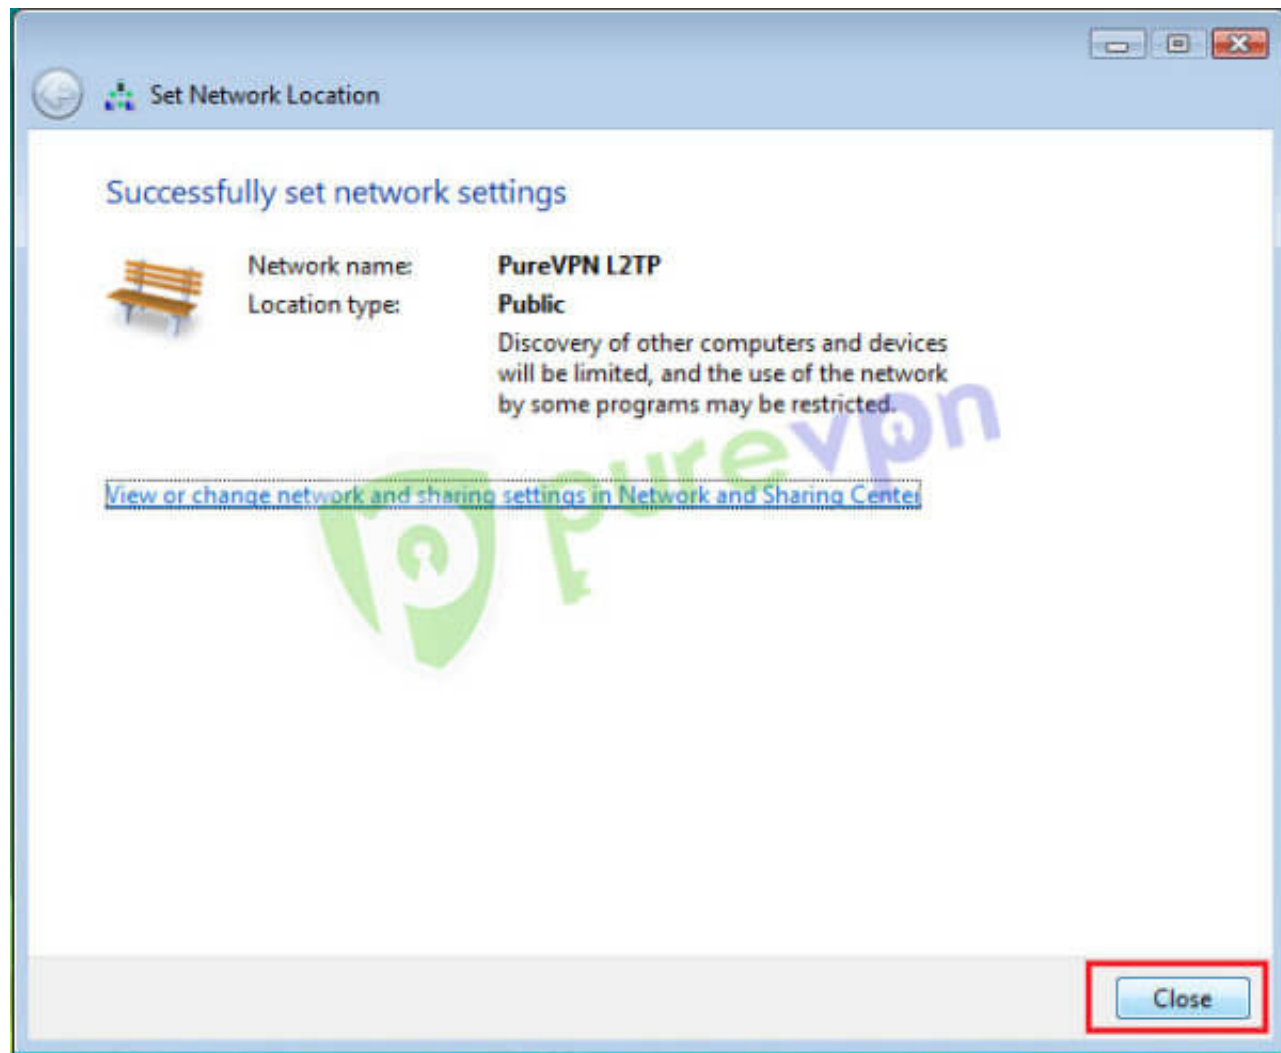 Set Network Location
Successfully set network settings
Network name: PureVPN L2TP
Location type: Public
Discovery of other computers and devices
will be limited, and the use of the network
by some programs may be restricted.
purevpn
View or change network and sharing settings in Network and Sharing Center
Close